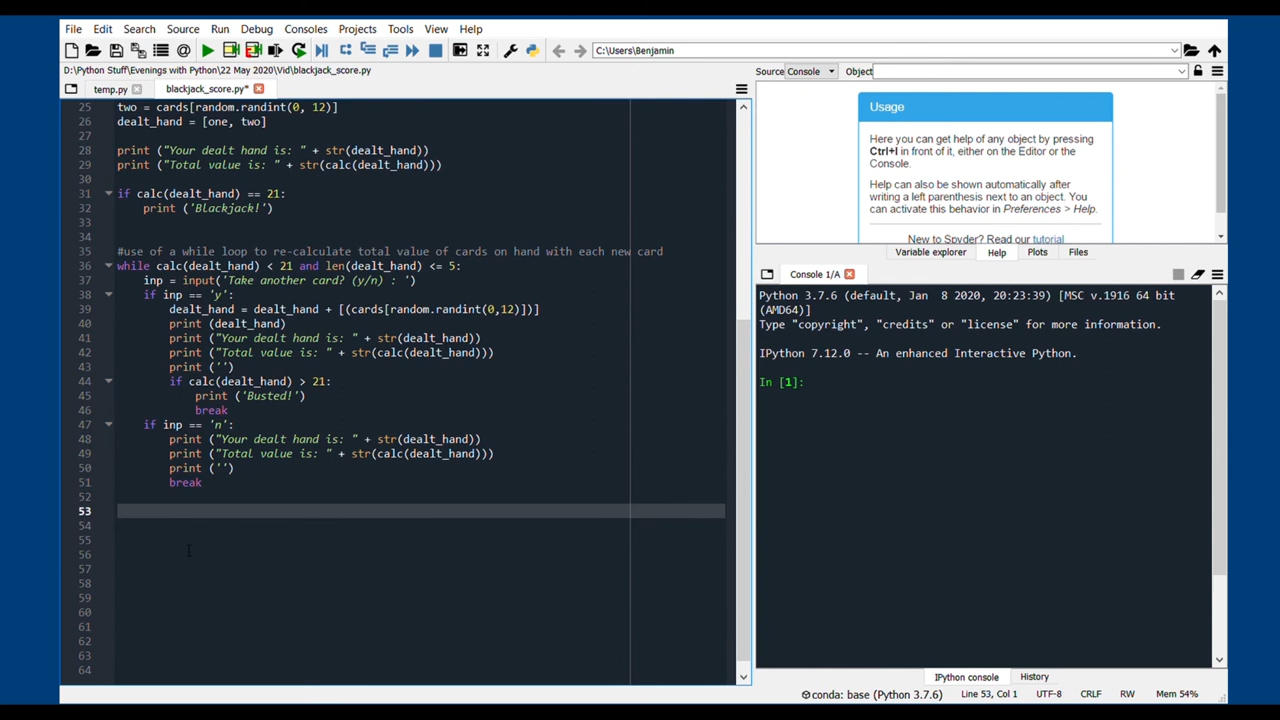 File Edit Search Source Run Debug Consoles Projects Tools View Help
C:\Users\Benjamin
D:\Python Stuff\Evenings with Python\22 May 2020\Vid\blackjack_score.py
temp.py
blackjack_score.py*
25 two = cards[random.randint(0, 12)]
26 dealt_hand = [one, two]
27
28 print ("Your dealt hand is: " + str(dealt_hand))
29 print ("Total value is: " + str(calc(dealt_hand)))
30
31 if calc(dealt_hand) == 21:
32 print ('Blackjack!')
33
34
35 #use of a while loop to re-calculate total value of cards on hand with each new card
36 while calc(dealt_hand) < 21 and len(dealt_hand) <= 5:
37 inp = input('Take another card? (y/n) : ')
38 if inp == 'y':
39 dealt_hand = dealt_hand + [(cards[random.randint(0,12)])]
40 print (dealt_hand)
41 print ("Your dealt hand is: " + str(dealt_hand))
42 print ("Total value is: " + str(calc(dealt_hand)))
43 print ('')
44 if calc(dealt_hand) > 21:
45 print ('Busted!')
46 break
47 if inp == 'n':
48 print ("Your dealt hand is: " + str(dealt_hand))
49 print ("Total value is: " + str(calc(dealt_hand)))
50 print ('')
51 break
52
53
54
55
56
57
58
59
60
61
62
63
64
Source Console Object
Usage
Here you can get help of any object by pressing
Ctrl+I in front of it, either on the Editor or the
Console.
Help can also be shown automatically after
writing a left parenthesis next to an object. You
can activate this behavior in Preferences > Help.
New to Spyder? Read our tutorial
Variable explorer Help Plots Files
Console 1/A
Python 3.7.6 (default, Jan 8 2020, 20:23:39) [MSC v.1916 64 bit
(AMD64)]
Type "copyright", "credits" or "license" for more information.
IPython 7.12.0 -- An enhanced Interactive Python.
In [1]:
IPython console History
conda: base (Python 3.7.6) Line 53, Col 1 UTF-8 CRLF RW Mem 54%